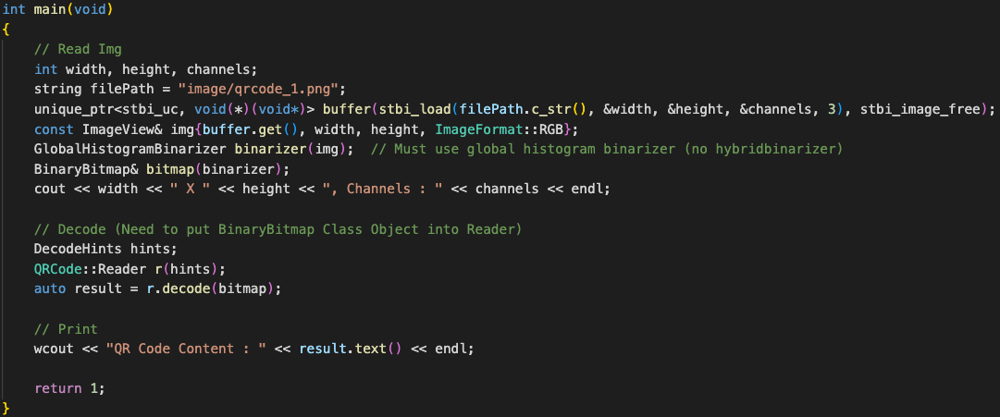 int main(void)
{
    // Read Img
    int width, height, channels;
    string filePath = "image/qrcode_1.png";
    unique_ptr<stbi_uc, void(*)(void*)> buffer(stbi_load(filePath.c_str(), &width, &height, &channels, 3), stbi_image_free);
    const ImageView& img{buffer.get(), width, height, ImageFormat::RGB};
    GlobalHistogramBinarizer binarizer(img);  // Must use global histogram binarizer (no hybridbinarizer)
    BinaryBitmap& bitmap(binarizer);
    cout << width << " X " << height << ", Channels : " << channels << endl;

    // Decode (Need to put BinaryBitmap Class Object into Reader)
    DecodeHints hints;
    QRCode::Reader r(hints);
    auto result = r.decode(bitmap);

    // Print
    wcout << "QR Code Content : " << result.text() << endl;

    return 1;
}